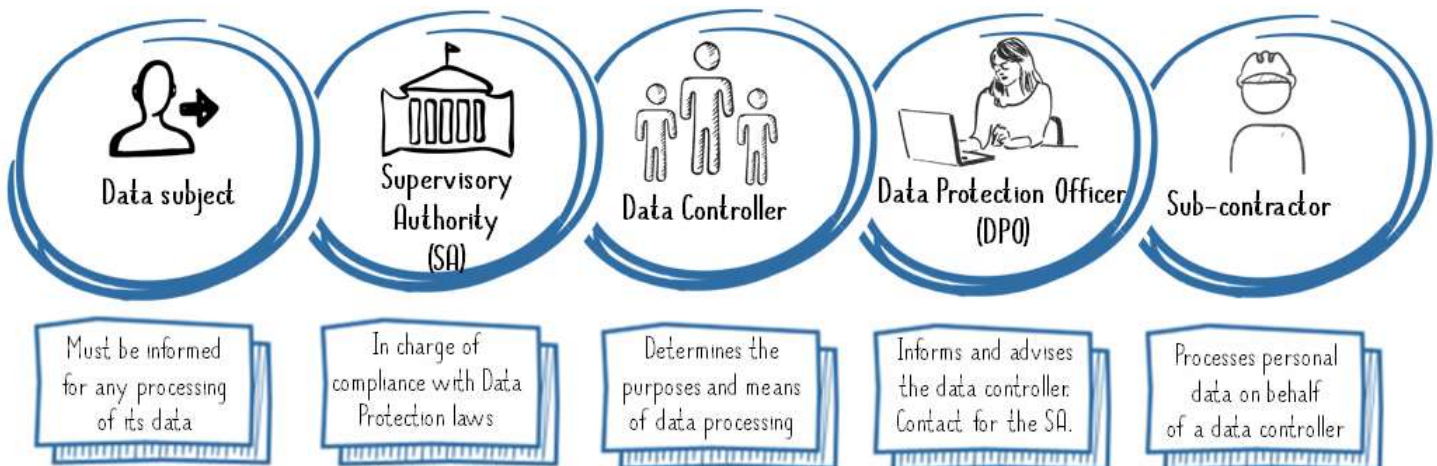 Data subject
Supervisory
Authority
(SA)
Data Controller
Data Protection Officer
(DPO)
Sub-contractor
Must be informed
for any processing
of its data
In charge of
compliance with Data
Protection laws
Determines the
purposes and means
of data processing
Informs and advises
the data controller.
Contact for the SA.
Processes personal
data on behalf
of a data controller